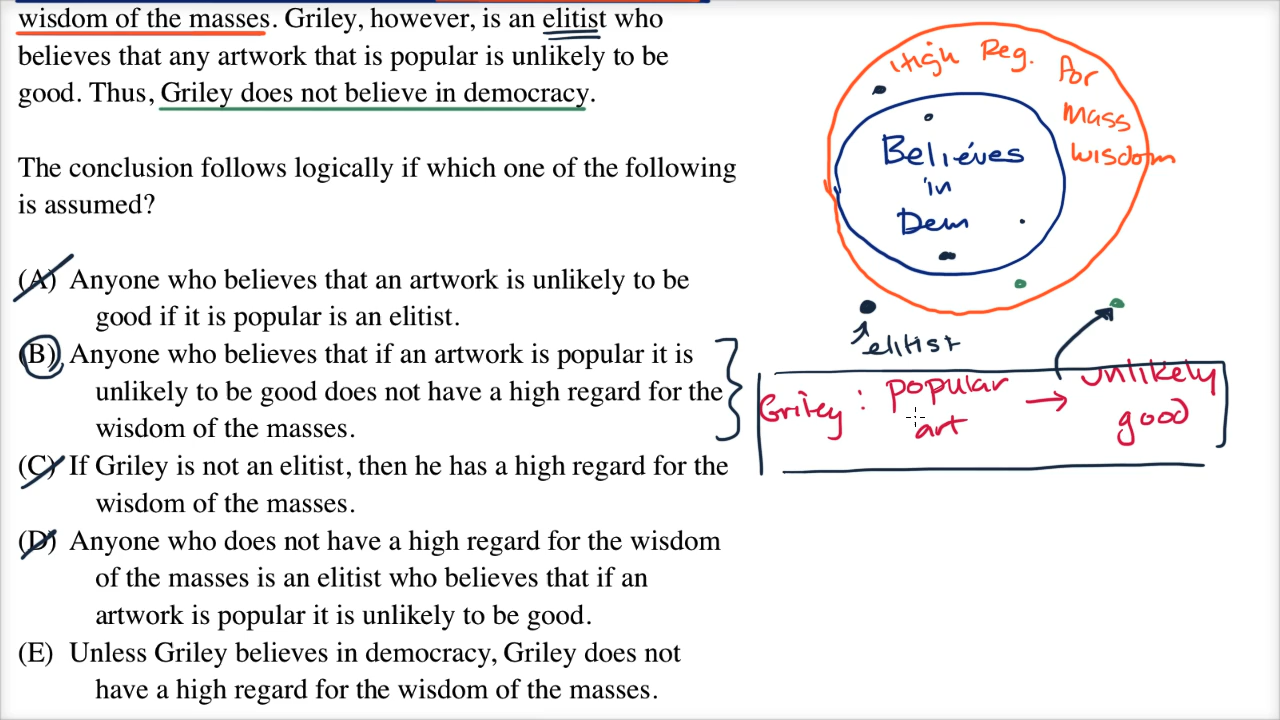 wisdom of the masses. Griley, however, is an elitist who
believes that any artwork that is popular is unlikely to be
good. Thus, Griley does not believe in democracy.
The conclusion follows logically if which one of the following
is assumed?
(A) Anyone who believes that an artwork is unlikely to be
good if it is popular is an elitist.
(B) Anyone who believes that if an artwork is popular it is
unlikely to be good does not have a high regard for the
wisdom of the masses.
(C) If Griley is not an elitist, then he has a high regard for the
wisdom of the masses.
(D) Anyone who does not have a high regard for the wisdom
of the masses is an elitist who believes that if an
artwork is popular it is unlikely to be good.
(E) Unless Griley believes in democracy, Griley does not
have a high regard for the wisdom of the masses.
High Reg. for
Mass
wisdom
Believes
in
Dem
elitist
Griley: popular → unlikely
art good